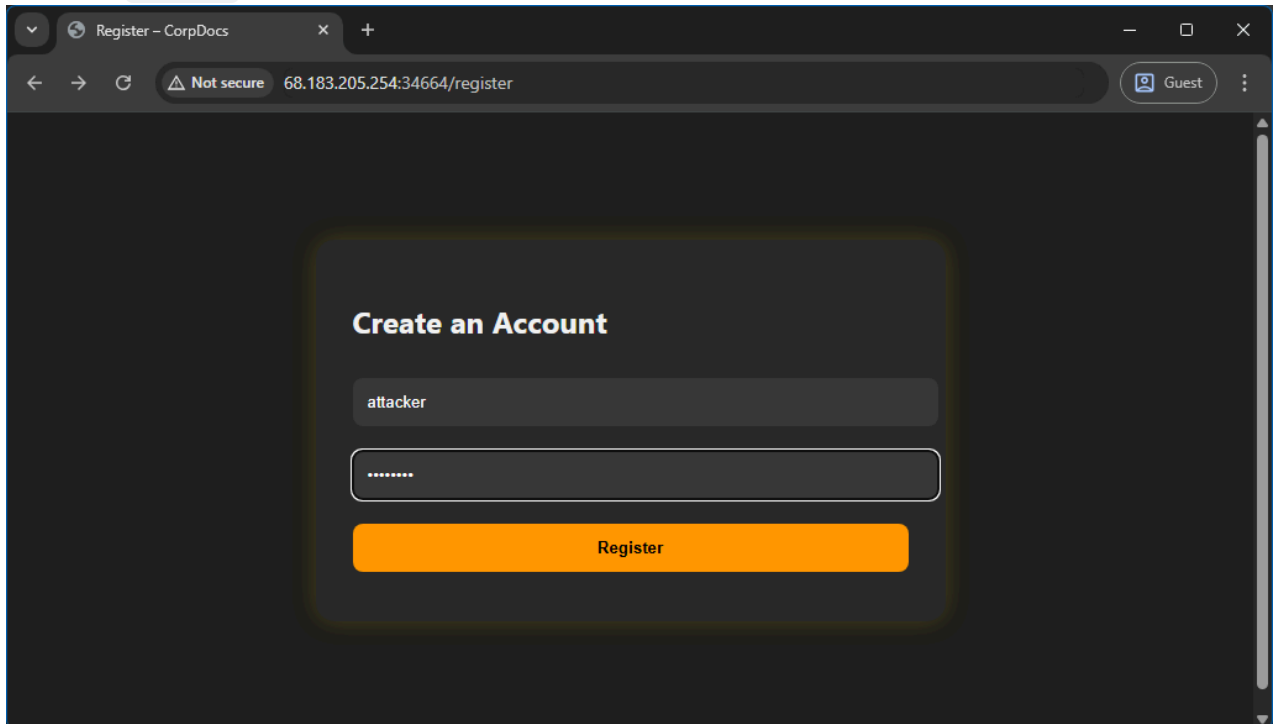 Register – CorpDocs
Not secure 68.183.205.254:34664/register
Guest
Create an Account
attacker
••••••••
Register